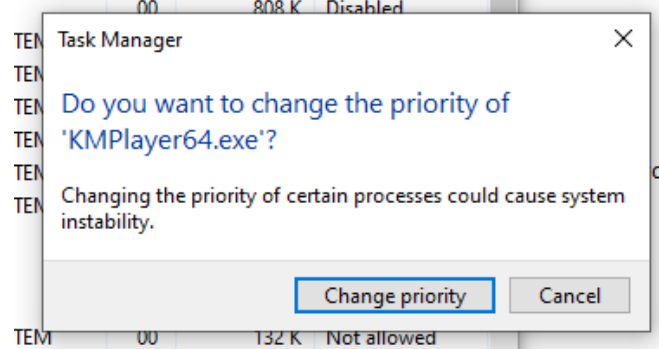 00 808 K Disabled
Task Manager
Do you want to change the priority of
'KMPlayer64.exe'?
Changing the priority of certain processes could cause system
instability.
Change priority Cancel
TEM 00 132 K Not allowed